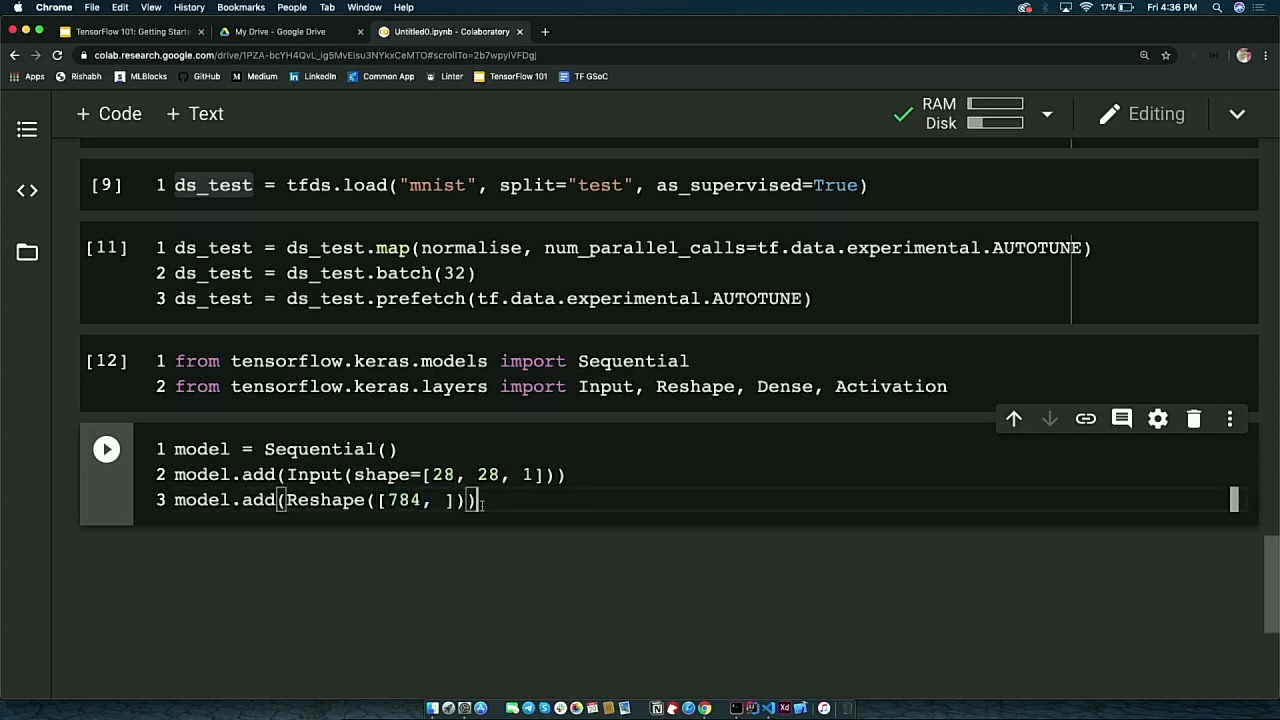 Chrome File Edit View History Bookmarks People Tab Window Help 17% Fri 4:36 PM
TensorFlow 101: Getting Starte My Drive - Google Drive Untitled0.ipynb - Colaboratory
Apps Rishabh MLBlocks GitHub Medium LinkedIn Common App Linter TensorFlow 101 TF GSoC
+ Code + Text RAM Disk Editing
[9] 1 ds_test = tfds.load("mnist", split="test", as_supervised=True)
[11] 1 ds_test = ds_test.map(normalise, num_parallel_calls=tf.data.experimental.AUTOTUNE)
2 ds_test = ds_test.batch(32)
3 ds_test = ds_test.prefetch(tf.data.experimental.AUTOTUNE)
[12] 1 from tensorflow.keras.models import Sequential
2 from tensorflow.keras.layers import Input, Reshape, Dense, Activation
1 model = Sequential()
2 model.add(Input(shape=[28, 28, 1]))
3 model.add(Reshape([784, ]))